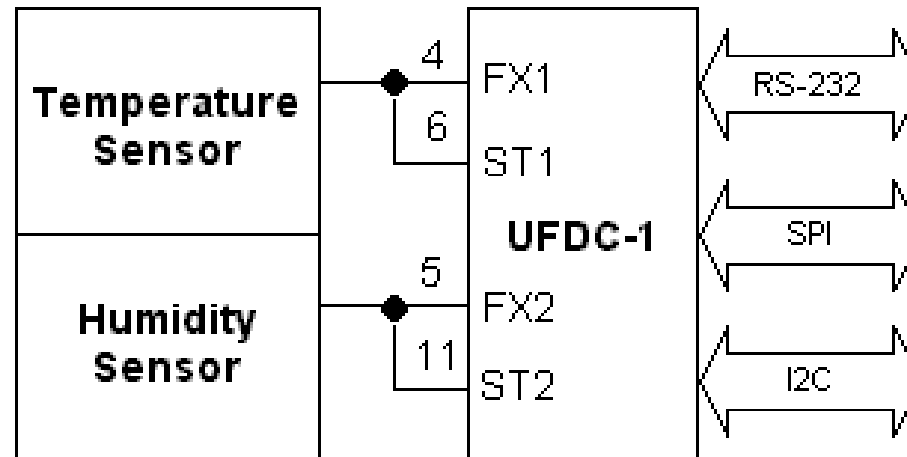 Temperature
Sensor
Humidity
Sensor
4
6
5
11
FX1
ST1
UFDC-1
FX2
ST2
RS-232
SPI
I2C